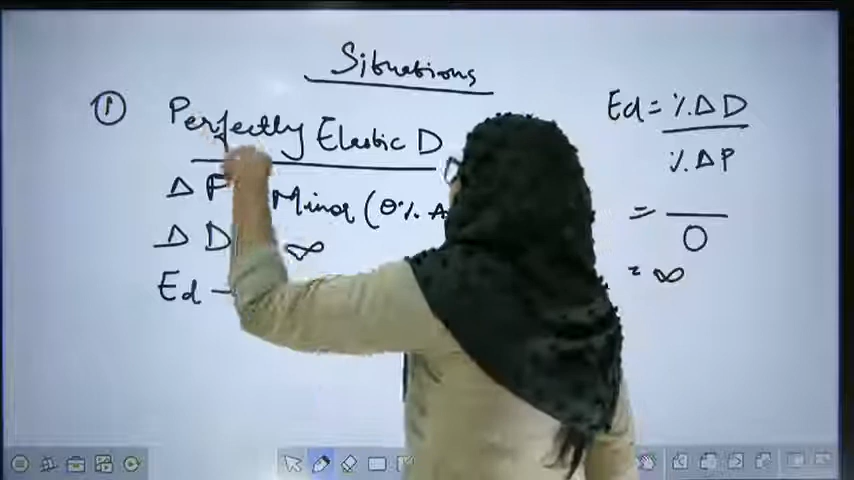 Situations
① Perfectly Elastic D
Δ P Minor (0%
Δ D ∞
Ed -
Ed = %ΔD
%ΔP
= 
0
= ∞